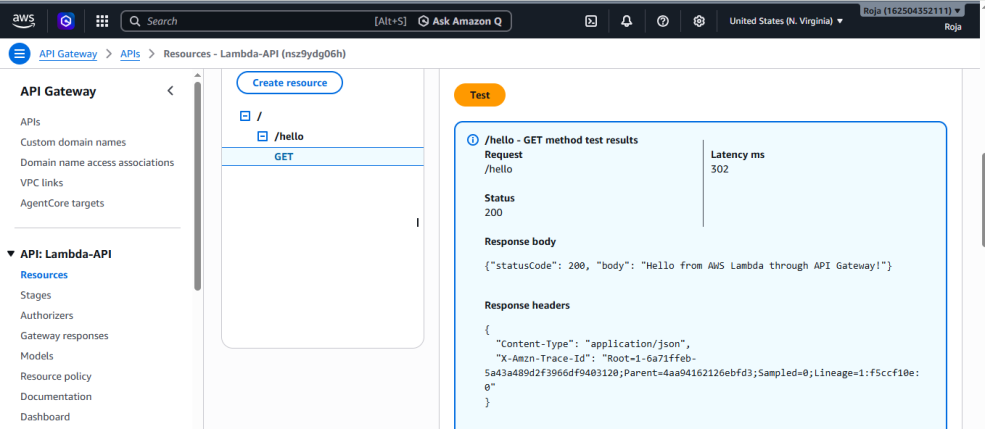 aws
Search [Alt+S] Ask Amazon Q
United States (N. Virginia) ▼
Roja (162504352111) ▼
Roja
API Gateway > APIs > Resources - Lambda-API (nsz9ydg06h)
API Gateway
APIs
Custom domain names
Domain name access associations
VPC links
AgentCore targets
▼ API: Lambda-API
Resources
Stages
Authorizers
Gateway responses
Models
Resource policy
Documentation
Dashboard
Create resource
/
/hello
GET
Test
/hello - GET method test results
Request
/hello
Latency ms
302
Status
200
Response body
{"statusCode": 200, "body": "Hello from AWS Lambda through API Gateway!"}
Response headers
{
"Content-Type": "application/json",
"X-Amzn-Trace-Id": "Root=1-6a71ffeb-
5a43a489d2f3966df9403120;Parent=4aa94162126ebfd3;Sampled=0;Lineage=1:f5ccf10e:
0"
}